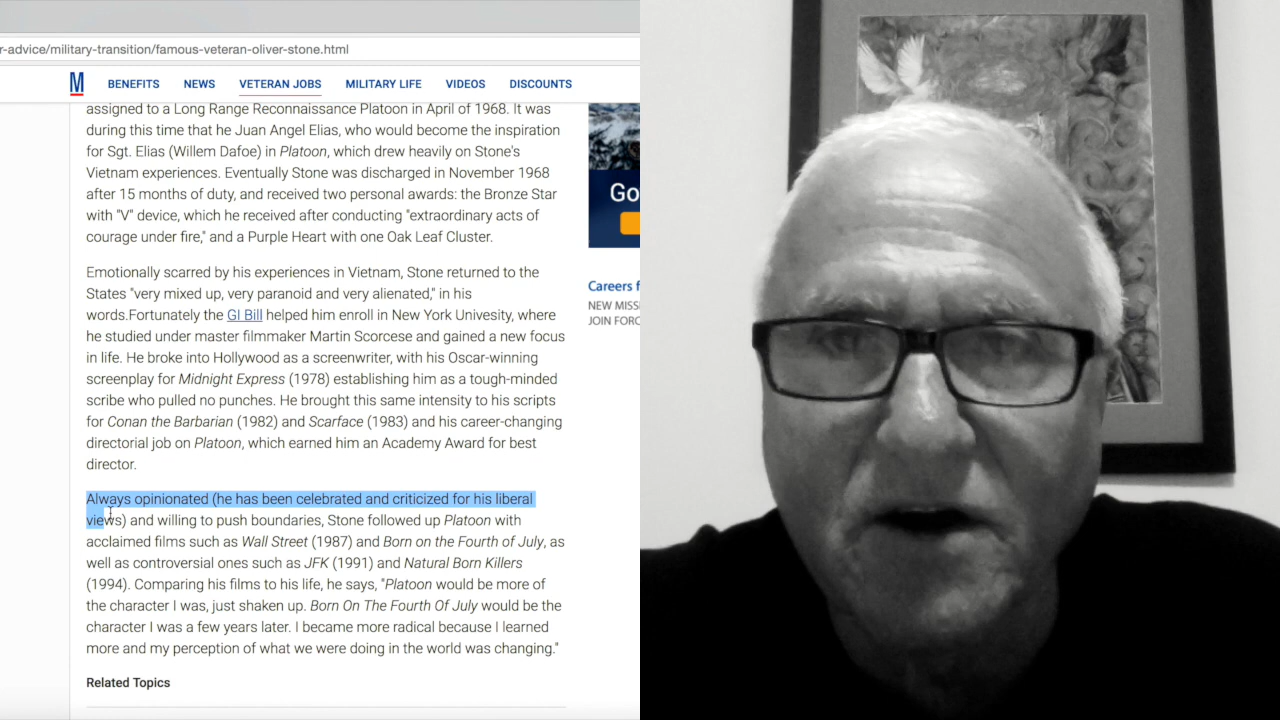 r-advice/military-transition/famous-veteran-oliver-stone.html
M BENEFITS NEWS VETERAN JOBS MILITARY LIFE VIDEOS DISCOUNTS
assigned to a Long Range Reconnaissance Platoon in April of 1968. It was
during this time that he Juan Angel Elias, who would become the inspiration
for Sgt. Elias (Willem Dafoe) in Platoon, which drew heavily on Stone's
Vietnam experiences. Eventually Stone was discharged in November 1968
after 15 months of duty, and received two personal awards: the Bronze Star
with "V" device, which he received after conducting "extraordinary acts of
courage under fire," and a Purple Heart with one Oak Leaf Cluster.
Emotionally scarred by his experiences in Vietnam, Stone returned to the
States "very mixed up, very paranoid and very alienated," in his
words.Fortunately the GI Bill helped him enroll in New York Univesity, where
he studied under master filmmaker Martin Scorcese and gained a new focus
in life. He broke into Hollywood as a screenwriter, with his Oscar-winning
screenplay for Midnight Express (1978) establishing him as a tough-minded
scribe who pulled no punches. He brought this same intensity to his scripts
for Conan the Barbarian (1982) and Scarface (1983) and his career-changing
directorial job on Platoon, which earned him an Academy Award for best
director.
Always opinionated (he has been celebrated and criticized for his liberal
views) and willing to push boundaries, Stone followed up Platoon with
acclaimed films such as Wall Street (1987) and Born on the Fourth of July, as
well as controversial ones such as JFK (1991) and Natural Born Killers
(1994). Comparing his films to his life, he says, "Platoon would be more of
the character I was, just shaken up. Born On The Fourth Of July would be the
character I was a few years later. I became more radical because I learned
more and my perception of what we were doing in the world was changing."
Related Topics
Go
Careers f
NEW MISS
JOIN FORC